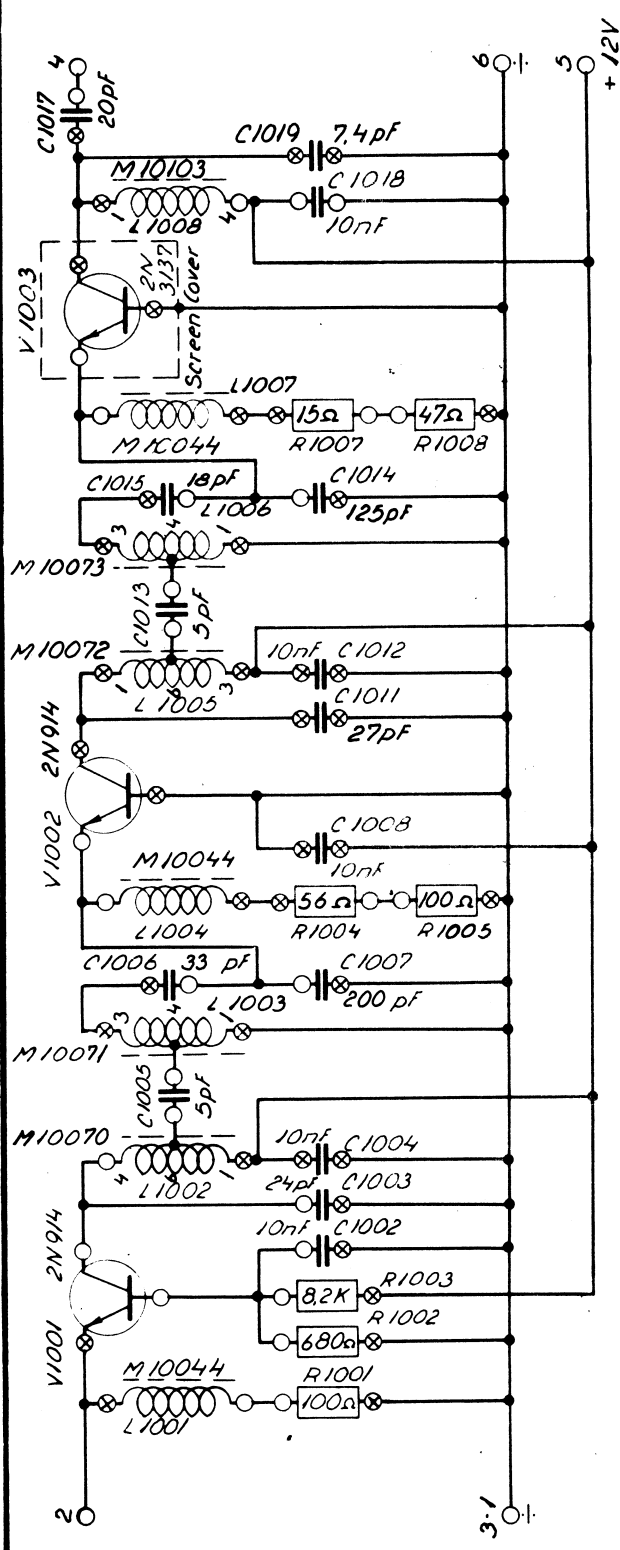 4
C1017
20pF
6
5
+ 12V
C1019 7,4pF
M10103
1
4
L1008
C1018
10nF
V1003
2N
3137
Screen Cover
L1007
M1C044
15Ω
R1007
47Ω
R1008
C1015
18pF
L1006
C1014
125pF
3
4
1
M10073
C1013
5pF
M10072
1
6
3
L1005
10nF C1012
C1011
27pF
2N914
V1002
C1008
10nF
M10044
L1004
56Ω
R1004
100Ω
R1005
C1006 33 pF
L1003
C1007
200 pF
3
4
1
M10071
C1005
5pF
M10070
4
6
1
L1002
10nF C1004
24pF C1003
10nF C1002
2N914
V1001
8,2K
R1003
680Ω
R1002
M10044
L1001
R1001
100Ω
2
3-1